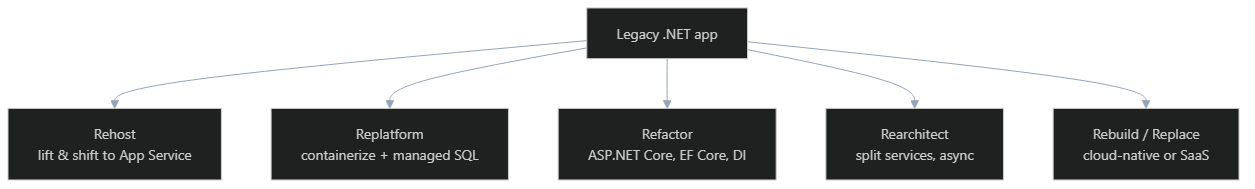 Legacy .NET app
Rehost
lift & shift to App Service
Replatform
containerize + managed SQL
Refactor
ASP.NET Core, EF Core, DI
Rearchitect
split services, async
Rebuild / Replace
cloud-native or SaaS